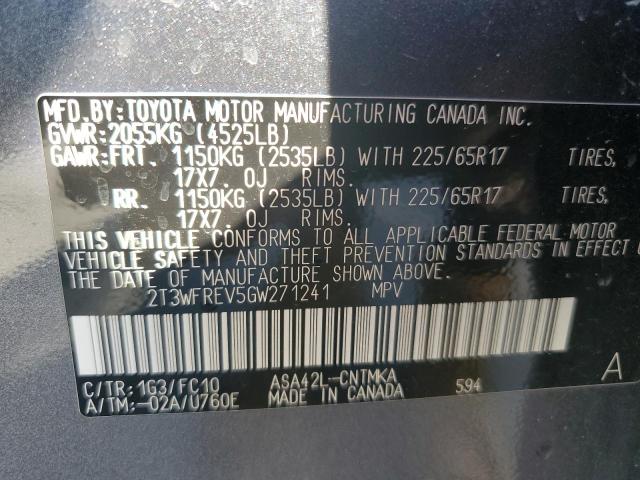 MFD.BY:TOYOTA MOTOR MANUFACTURING CANADA INC.
GVWR:2055KG (4525LB)
GAWR:FRT. 1150KG (2535LB) WITH 225/65R17 TIRES,
17X7.0J RIMS.
RR. 1150KG (2535LB) WITH 225/65R17 TIRES,
17X7.0J RIMS.
THIS VEHICLE CONFORMS TO ALL APPLICABLE FEDERAL MOTOR
VEHICLE SAFETY AND THEFT PREVENTION STANDARDS IN EFFECT
THE DATE OF MANUFACTURE SHOWN ABOVE.
2T3WFREV5GW271241 MPV
C/TR:1G3/FC10 ASA42L-CNTMKA 594 A
A/TM:-02A/U760E MADE IN CANADA